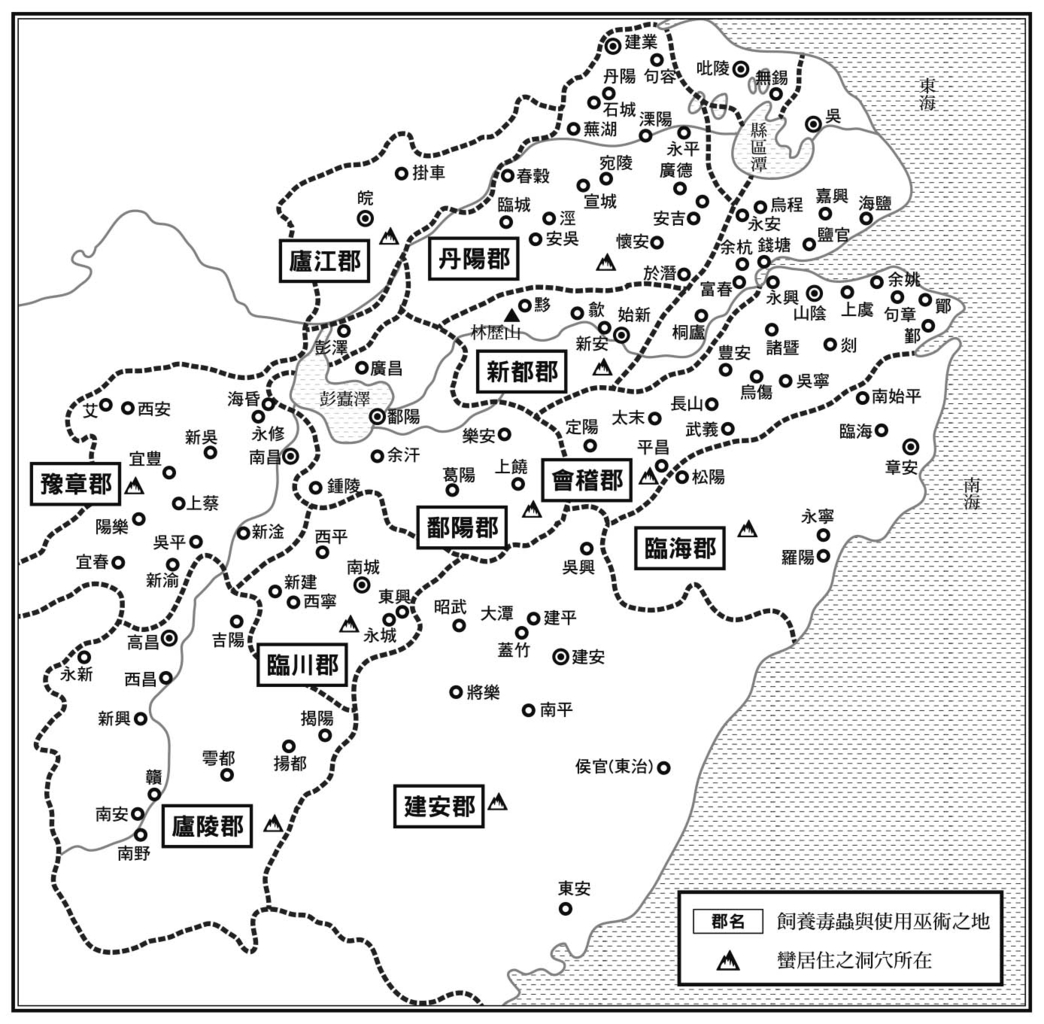 建業
句容
吡陵
無錫
丹陽
石城
蕪湖
溧陽
永平
吳
縣區潭
東海
掛車
皖
廬江郡
春穀
宛陵
宣城
廣德
臨城
涇
安吳
安吉
懷安
丹陽郡
烏程
永安
嘉興
海鹽
鹽官
余杭
錢塘
於潛
富春
永興
山陰
上虞
余姚
句章
鄮
鄞
黟
林歷山
歙
始新
新安
新都郡
桐廬
諸暨
剡
豊安
烏傷
吳寧
彭澤
廣昌
彭蠡澤
鄱陽
海昏
永修
艾
西安
新吳
宜豊
南昌
余汗
樂安
定陽
太末
長山
武義
南始平
臨海
章安
豫章郡
上蔡
陽樂
鍾陵
葛陽
上饒
會稽郡
平昌
松陽
南海
鄱陽郡
臨海郡
永寧
羅陽
吳平
新淦
宜春
新渝
西平
吳興
新建
西寧
南城
東興
永城
昭武
大潭
建平
蓋竹
建安
高昌
吉陽
臨川郡
永新
西昌
將樂
南平
新興
揭陽
揚都
雩都
侯官(東治)
贛
南安
南野
廬陵郡
建安郡
東安
郡名 飼養毒蟲與使用巫術之地
蠻居住之洞穴所在